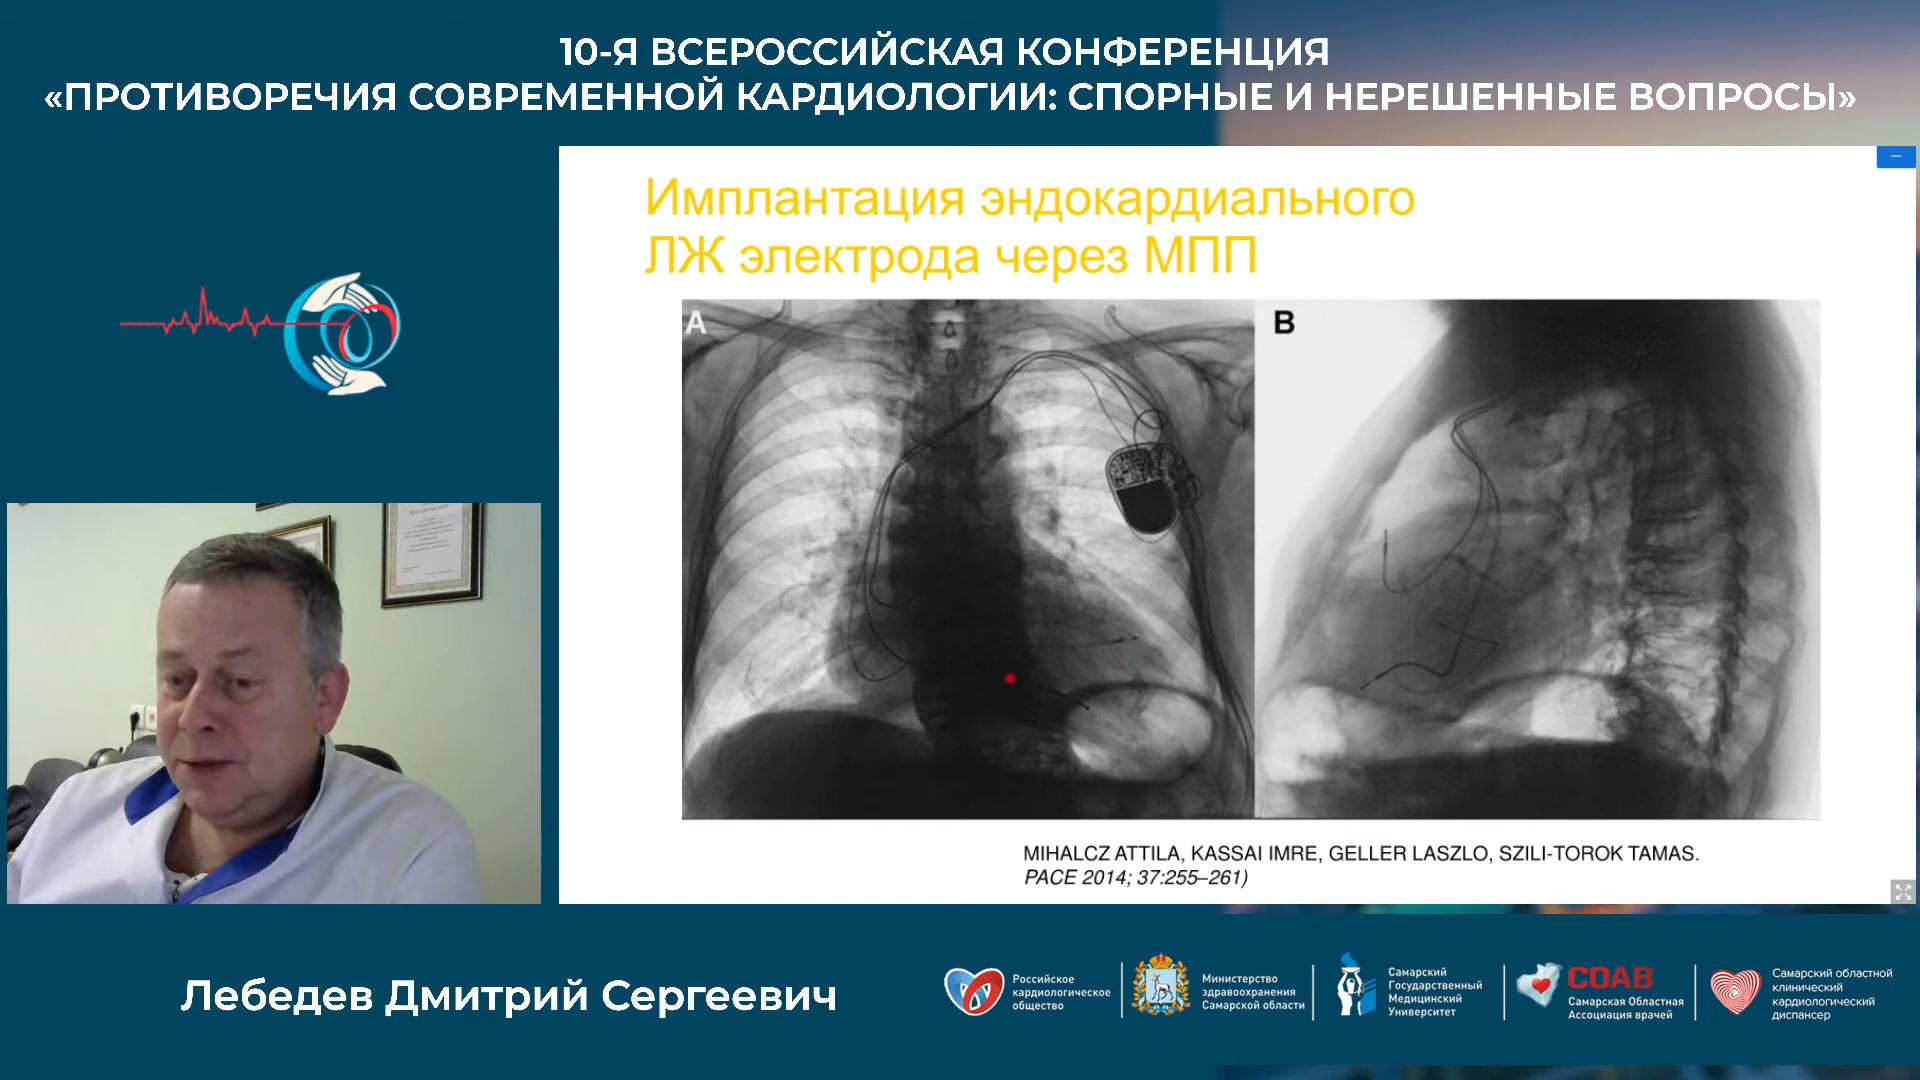 10-Я ВСЕРОССИЙСКАЯ КОНФЕРЕНЦИЯ
«ПРОТИВОРЕЧИЯ СОВРЕМЕННОЙ КАРДИОЛОГИИ: СПОРНЫЕ И НЕРЕШЕННЫЕ ВОПРОСЫ»
Имплантация эндокардиального
ЛЖ электрода через МПП
A
B
MIHALCZ ATTILA, KASSAI IMRE, GELLER LASZLO, SZILI-TOROK TAMAS.
PACE 2014; 37:255–261)
Лебедев Дмитрий Сергеевич
Российское
кардиологическое
общество
Министерство
здравоохранения
Самарской области
Самарский
Государственный
Медицинский
Университет
СОАВ
Самарская Областная
Ассоциация врачей
Самарский областной
клинический
кардиологический
диспансер